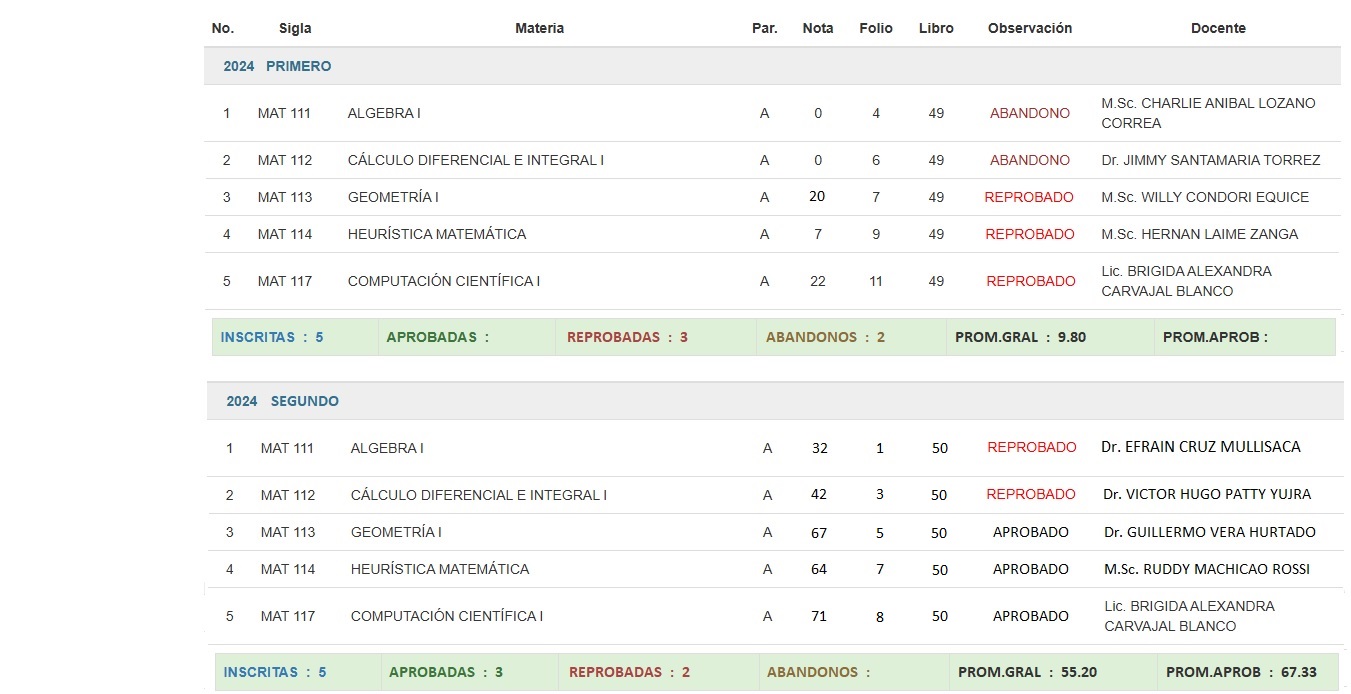 No. Sigla Materia Par. Nota Folio Libro Observación Docente
2024 PRIMERO
1 MAT 111 ALGEBRA I A 0 4 49 ABANDONO M.Sc. CHARLIE ANIBAL LOZANO
CORREA
2 MAT 112 CÁLCULO DIFERENCIAL E INTEGRAL I A 0 6 49 ABANDONO Dr. JIMMY SANTAMARIA TORREZ
3 MAT 113 GEOMETRÍA I A 20 7 49 REPROBADO M.Sc. WILLY CONDORI EQUICE
4 MAT 114 HEURÍSTICA MATEMÁTICA A 7 9 49 REPROBADO M.Sc. HERNAN LAIME ZANGA
5 MAT 117 COMPUTACIÓN CIENTÍFICA I A 22 11 49 REPROBADO Lic. BRIGIDA ALEXANDRA
CARVAJAL BLANCO
INSCRITAS : 5 APROBADAS : REPROBADAS : 3 ABANDONOS : 2 PROM.GRAL : 9.80 PROM.APROB :
2024 SEGUNDO
1 MAT 111 ALGEBRA I A 32 1 50 REPROBADO Dr. EFRAIN CRUZ MULLISACA
2 MAT 112 CÁLCULO DIFERENCIAL E INTEGRAL I A 42 3 50 REPROBADO Dr. VICTOR HUGO PATTY YUJRA
3 MAT 113 GEOMETRÍA I A 67 5 50 APROBADO Dr. GUILLERMO VERA HURTADO
4 MAT 114 HEURÍSTICA MATEMÁTICA A 64 7 50 APROBADO M.Sc. RUDDY MACHICAO ROSSI
5 MAT 117 COMPUTACIÓN CIENTÍFICA I A 71 8 50 APROBADO Lic. BRIGIDA ALEXANDRA
CARVAJAL BLANCO
INSCRITAS : 5 APROBADAS : 3 REPROBADAS : 2 ABANDONOS : PROM.GRAL : 55.20 PROM.APROB : 67.33